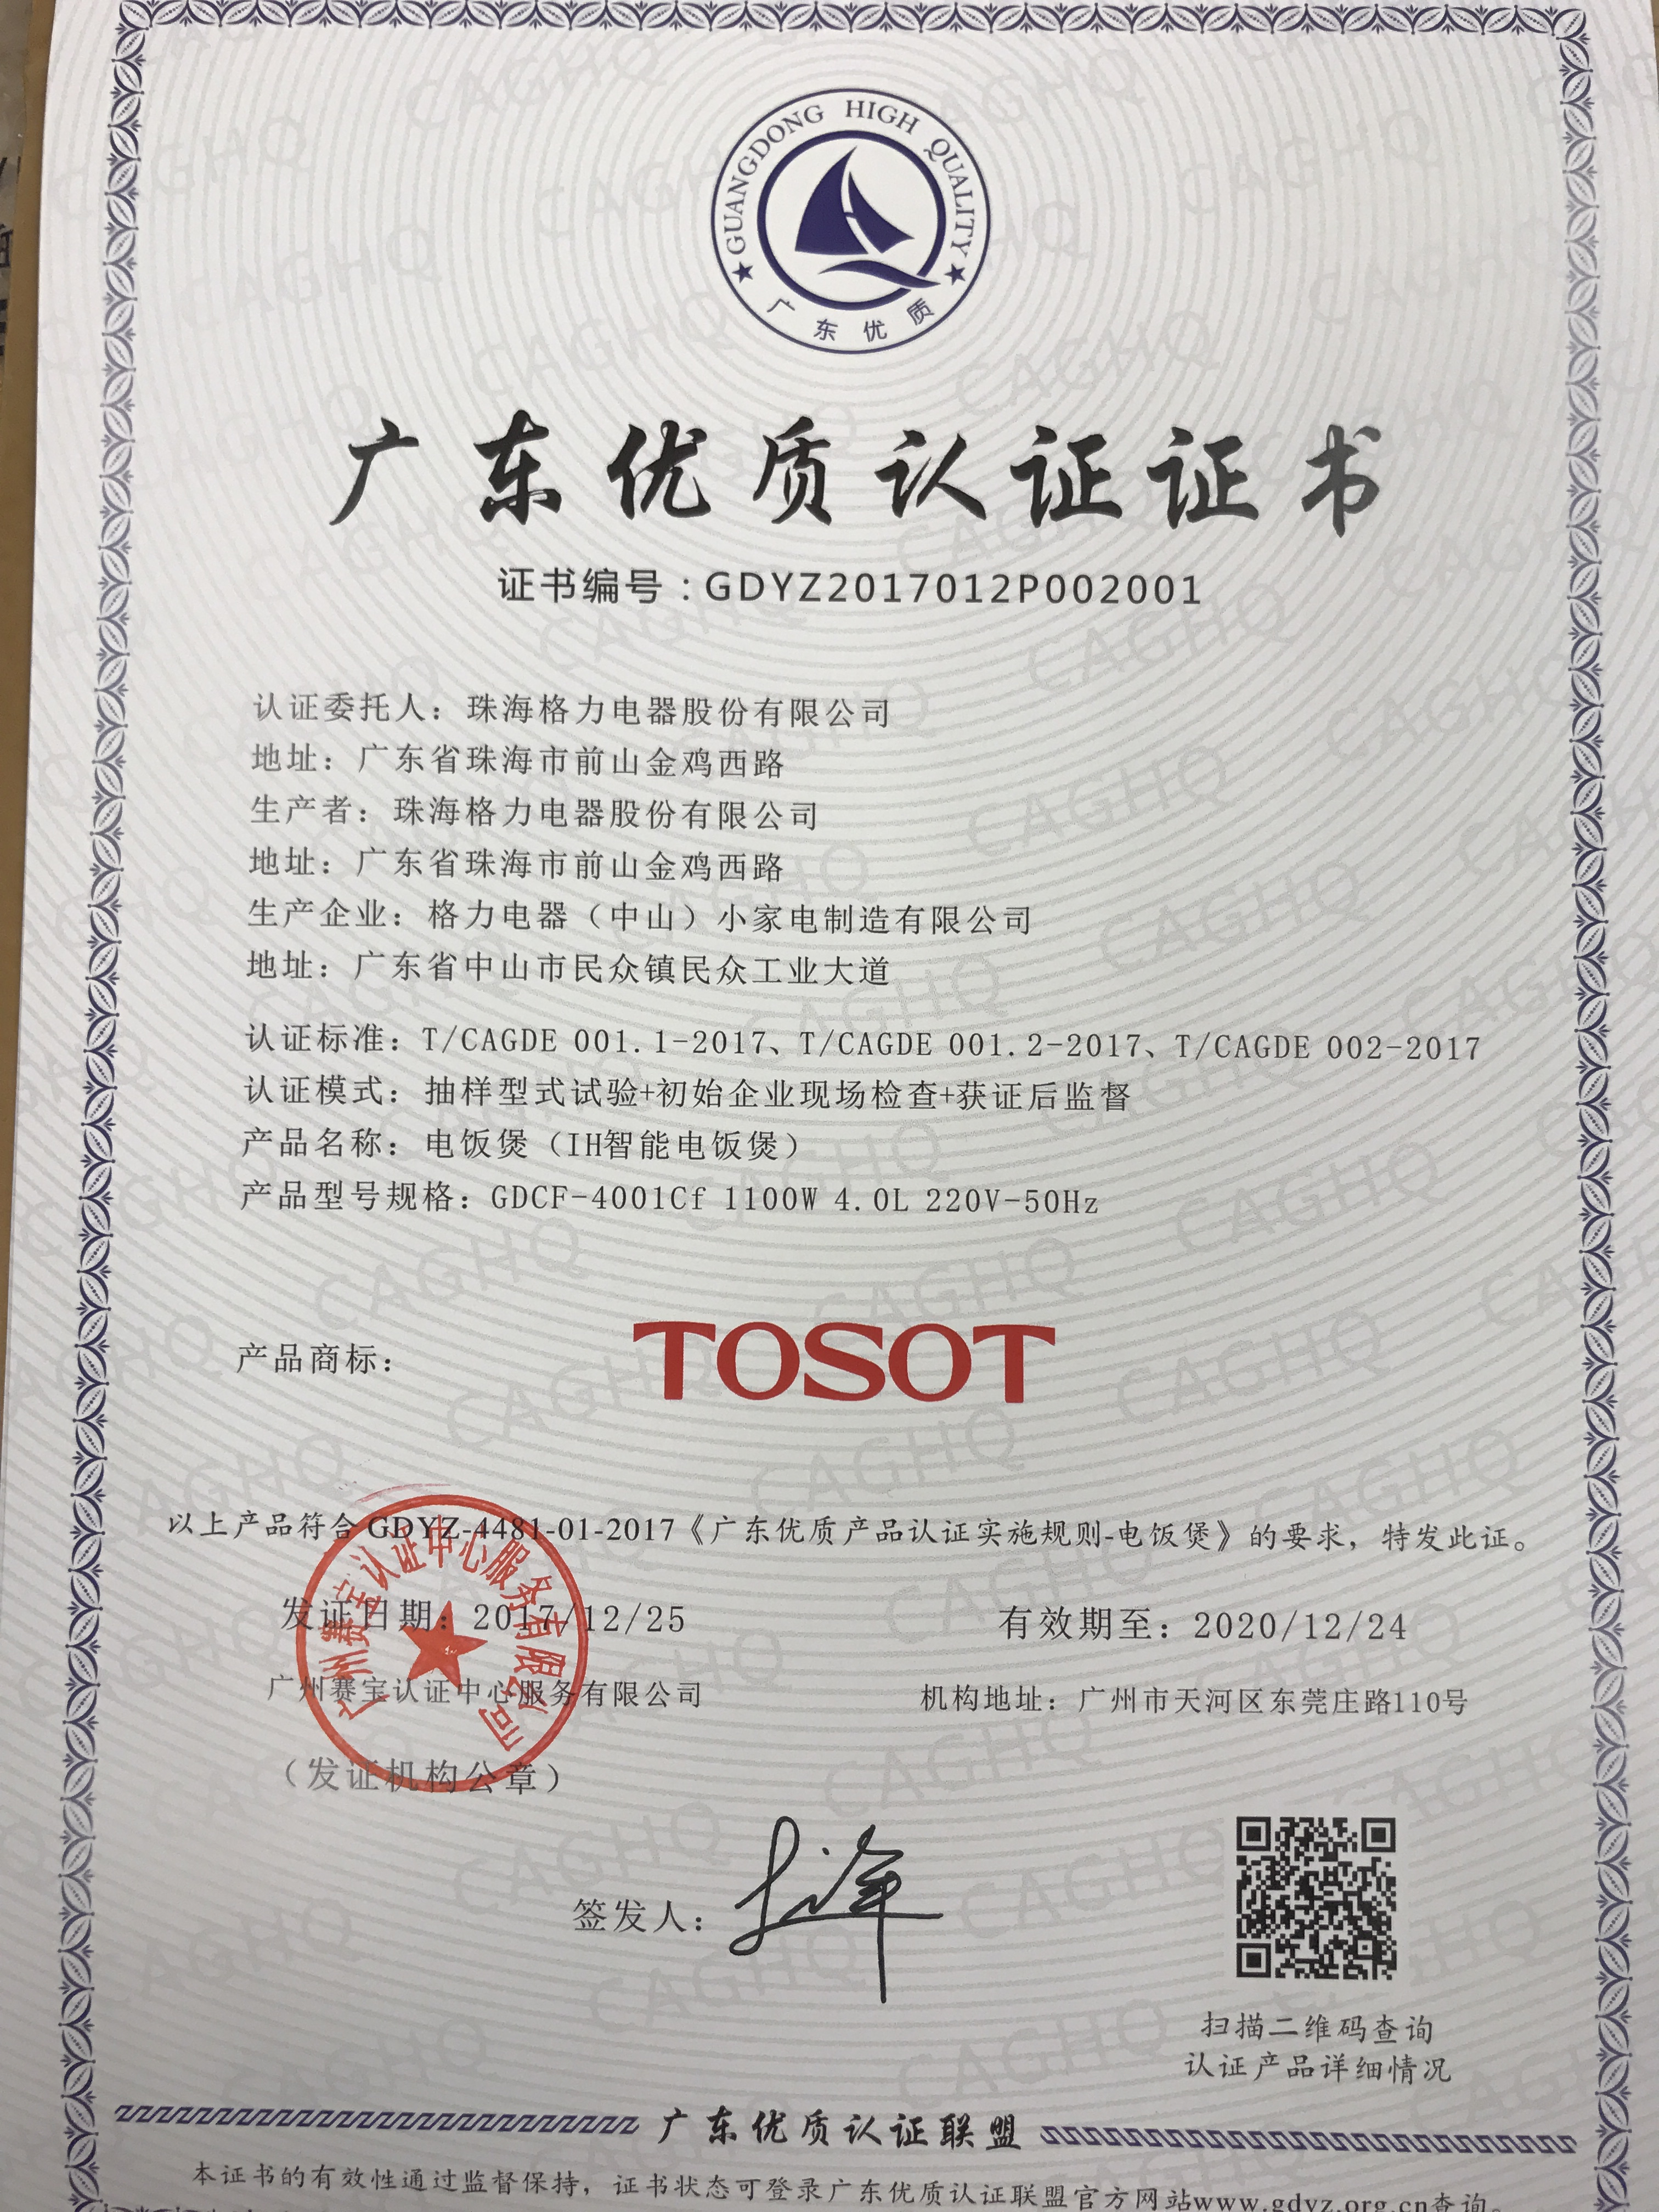 GUANGDONG HIGH QUALITY
广东优质
广东优质认证证书
证书编号：GDYZ2017012P002001
认证委托人：珠海格力电器股份有限公司
地址：广东省珠海市前山金鸡西路
生产者：珠海格力电器股份有限公司
地址：广东省珠海市前山金鸡西路
生产企业：格力电器（中山）小家电制造有限公司
地址：广东省中山市民众镇民众工业大道
认证标准：T/CAGDE 001.1-2017、T/CAGDE 001.2-2017、T/CAGDE 002-2017
认证模式：抽样型式试验+初始企业现场检查+获证后监督
产品名称：电饭煲（IH智能电饭煲）
产品型号规格：GDCF-4001Cf 1100W 4.0L 220V-50Hz
产品商标：
TOSOT
以上产品符合 GDYZ-4481-01-2017《广东优质产品认证实施规则-电饭煲》的要求，特发此证。
发证日期：2017/12/25
有效期至：2020/12/24
广州赛宝认证中心服务有限公司
机构地址：广州市天河区东莞庄路110号
广州赛宝认证中心服务有限公司
（发证机构公章）
签发人：
扫描二维码查询
认证产品详细情况
广东优质认证联盟
本证书的有效性通过监督保持，证书状态可登录广东优质认证联盟官方网站www.gdyz.org.cn查询。